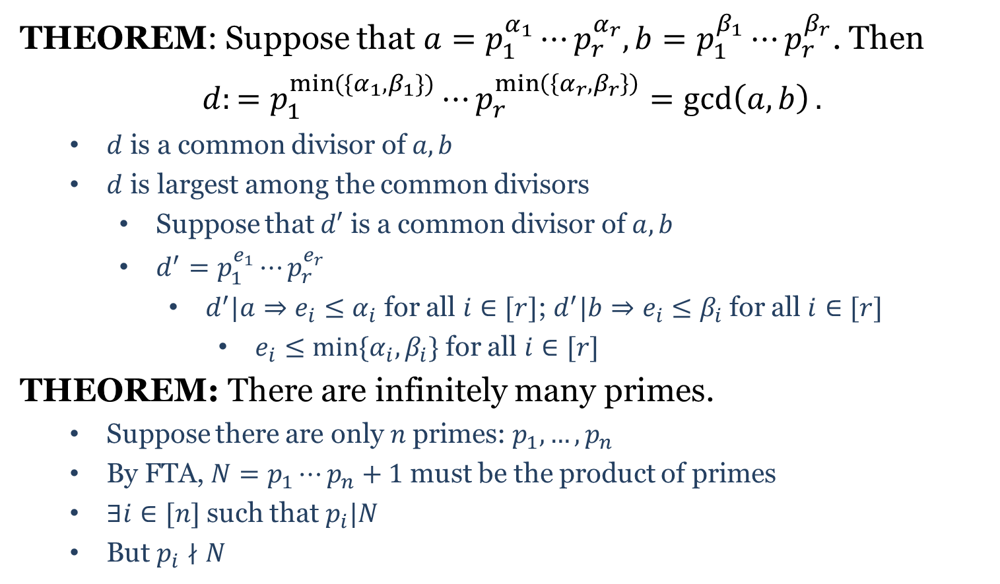 THEOREM: Suppose that $a = p_1^{\alpha_1} \cdots p_r^{\alpha_r}, b = p_1^{\beta_1} \cdots p_r^{\beta_r}$. Then
$d := p_1^{\min(\{\alpha_1,\beta_1\})} \cdots p_r^{\min(\{\alpha_r,\beta_r\})} = \gcd(a, b)$.
• $d$ is a common divisor of $a, b$
• $d$ is largest among the common divisors
• Suppose that $d'$ is a common divisor of $a, b$
• $d' = p_1^{e_1} \cdots p_r^{e_r}$
• $d'|a \Rightarrow e_i \leq \alpha_i$ for all $i \in [r]$; $d'|b \Rightarrow e_i \leq \beta_i$ for all $i \in [r]$
• $e_i \leq \min\{\alpha_i, \beta_i\}$ for all $i \in [r]$
THEOREM: There are infinitely many primes.
• Suppose there are only $n$ primes: $p_1, \ldots, p_n$
• By FTA, $N = p_1 \cdots p_n + 1$ must be the product of primes
• $\exists i \in [n]$ such that $p_i|N$
• But $p_i \nmid N$